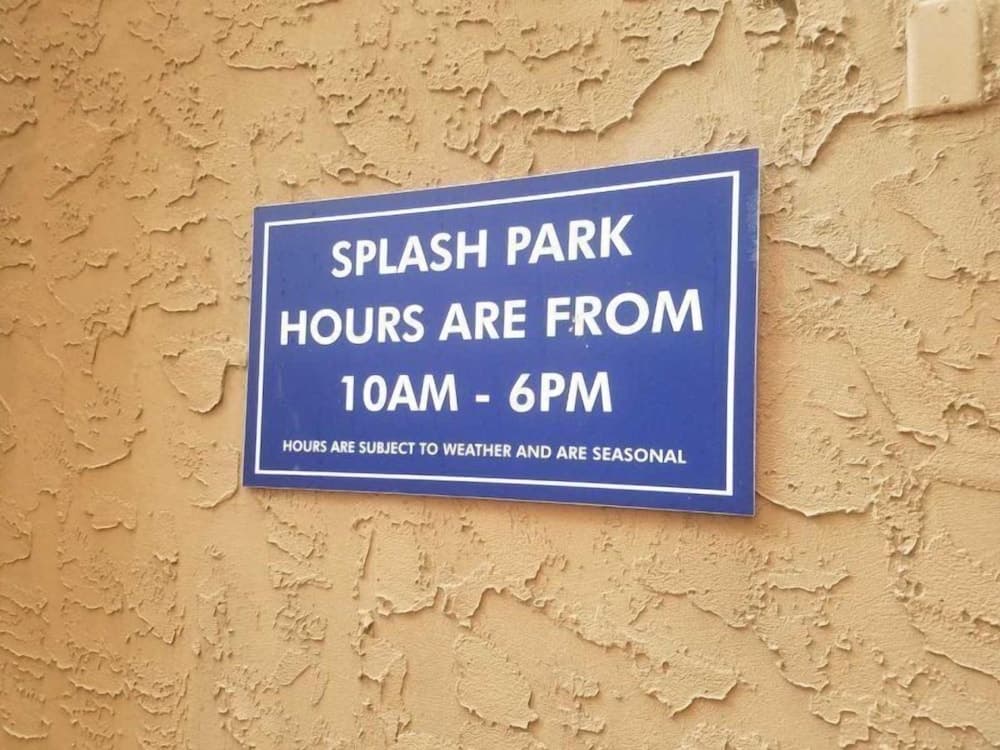 SPLASH PARK
HOURS ARE FROM
10AM - 6PM
HOURS ARE SUBJECT TO WEATHER AND ARE SEASONAL